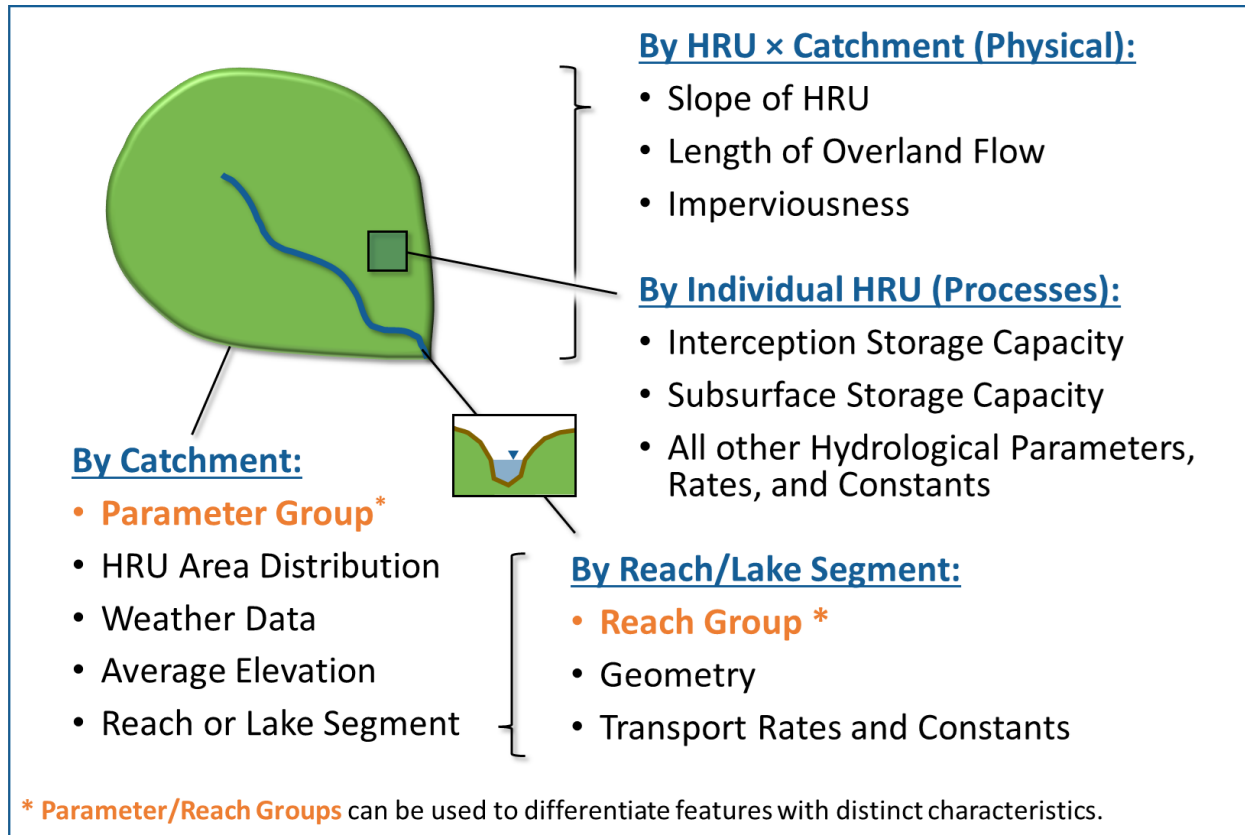 By HRU × Catchment (Physical):
• Slope of HRU
• Length of Overland Flow
• Imperviousness
By Individual HRU (Processes):
• Interception Storage Capacity
• Subsurface Storage Capacity
• All other Hydrological Parameters,
Rates, and Constants
By Catchment:
• Parameter Group*
• HRU Area Distribution
• Weather Data
• Average Elevation
• Reach or Lake Segment
By Reach/Lake Segment:
• Reach Group *
• Geometry
• Transport Rates and Constants
* Parameter/Reach Groups can be used to differentiate features with distinct characteristics.